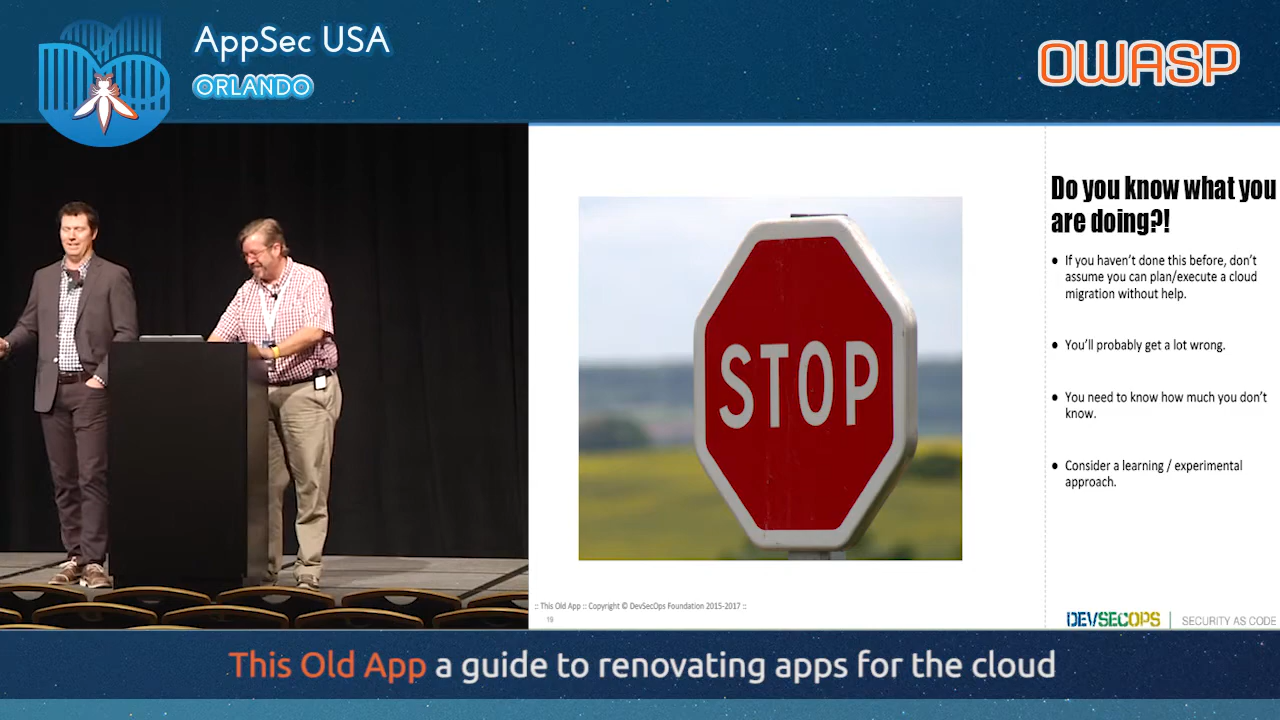 AppSec USA
ORLANDO
OWASP
Do you know what you
are doing?!
● If you haven't done this before, don't
assume you can plan/execute a cloud
migration without help.
● You'll probably get a lot wrong.
● You need to know how much you don't
know.
● Consider a learning / experimental
approach.
STOP
:: This Old App :: Copyright © DevSecOps Foundation 2015-2017 ::
19
DEVSECOPS | SECURITY AS CODE
This Old App a guide to renovating apps for the cloud